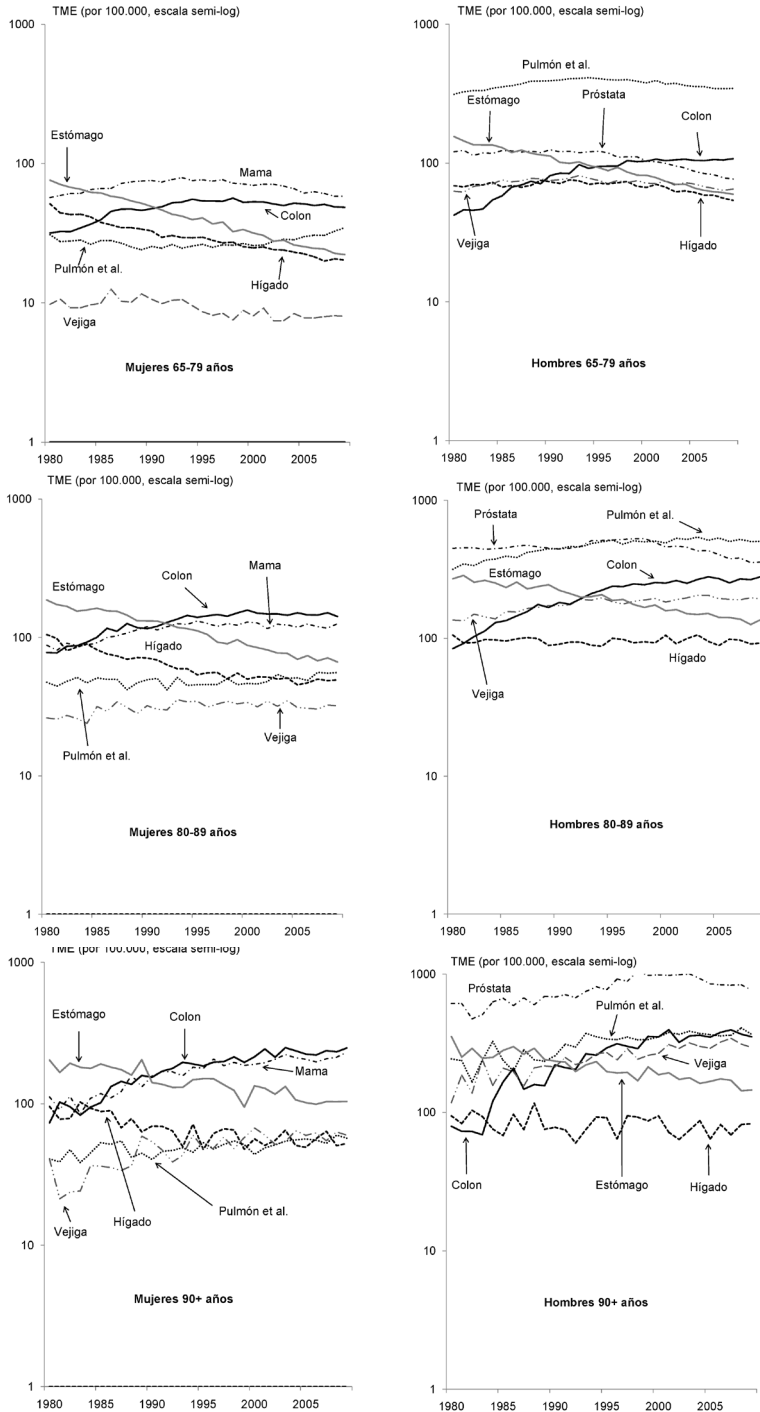 TME (por 100.000, escala semi-log)
1000
100
10
1
Estómago
Mama
Colon
Pulmón et al.
Hígado
Vejiga
Mujeres 65-79 años
1980 1985 1990 1995 2000 2005
TME (por 100.000, escala semi-log)
1000
100
10
1
Pulmón et al.
Estómago
Próstata
Colon
Vejiga
Hígado
Hombres 65-79 años
1980 1985 1990 1995 2000 2005
TME (por 100.000, escala semi-log)
1000
100
10
1
Estómago
Colon
Mama
Hígado
Pulmón et al.
Vejiga
Mujeres 80-89 años
1980 1985 1990 1995 2000 2005
TME (por 100.000, escala semi-log)
1000
100
10
1
Próstata
Pulmón et al.
Estómago
Colon
Hígado
Vejiga
Hombres 80-89 años
1980 1985 1990 1995 2000 2005
TME (por 100.000, escala semi-log)
1000
100
10
1
Estómago
Colon
Mama
Pulmón et al.
Hígado
Vejiga
Mujeres 90+ años
1980 1985 1990 1995 2000 2005
TME (por 100.000, escala semi-log)
1000
100
10
1
Próstata
Pulmón et al.
Vejiga
Colon
Estómago
Hígado
Hombres 90+ años
1980 1985 1990 1995 2000 2005